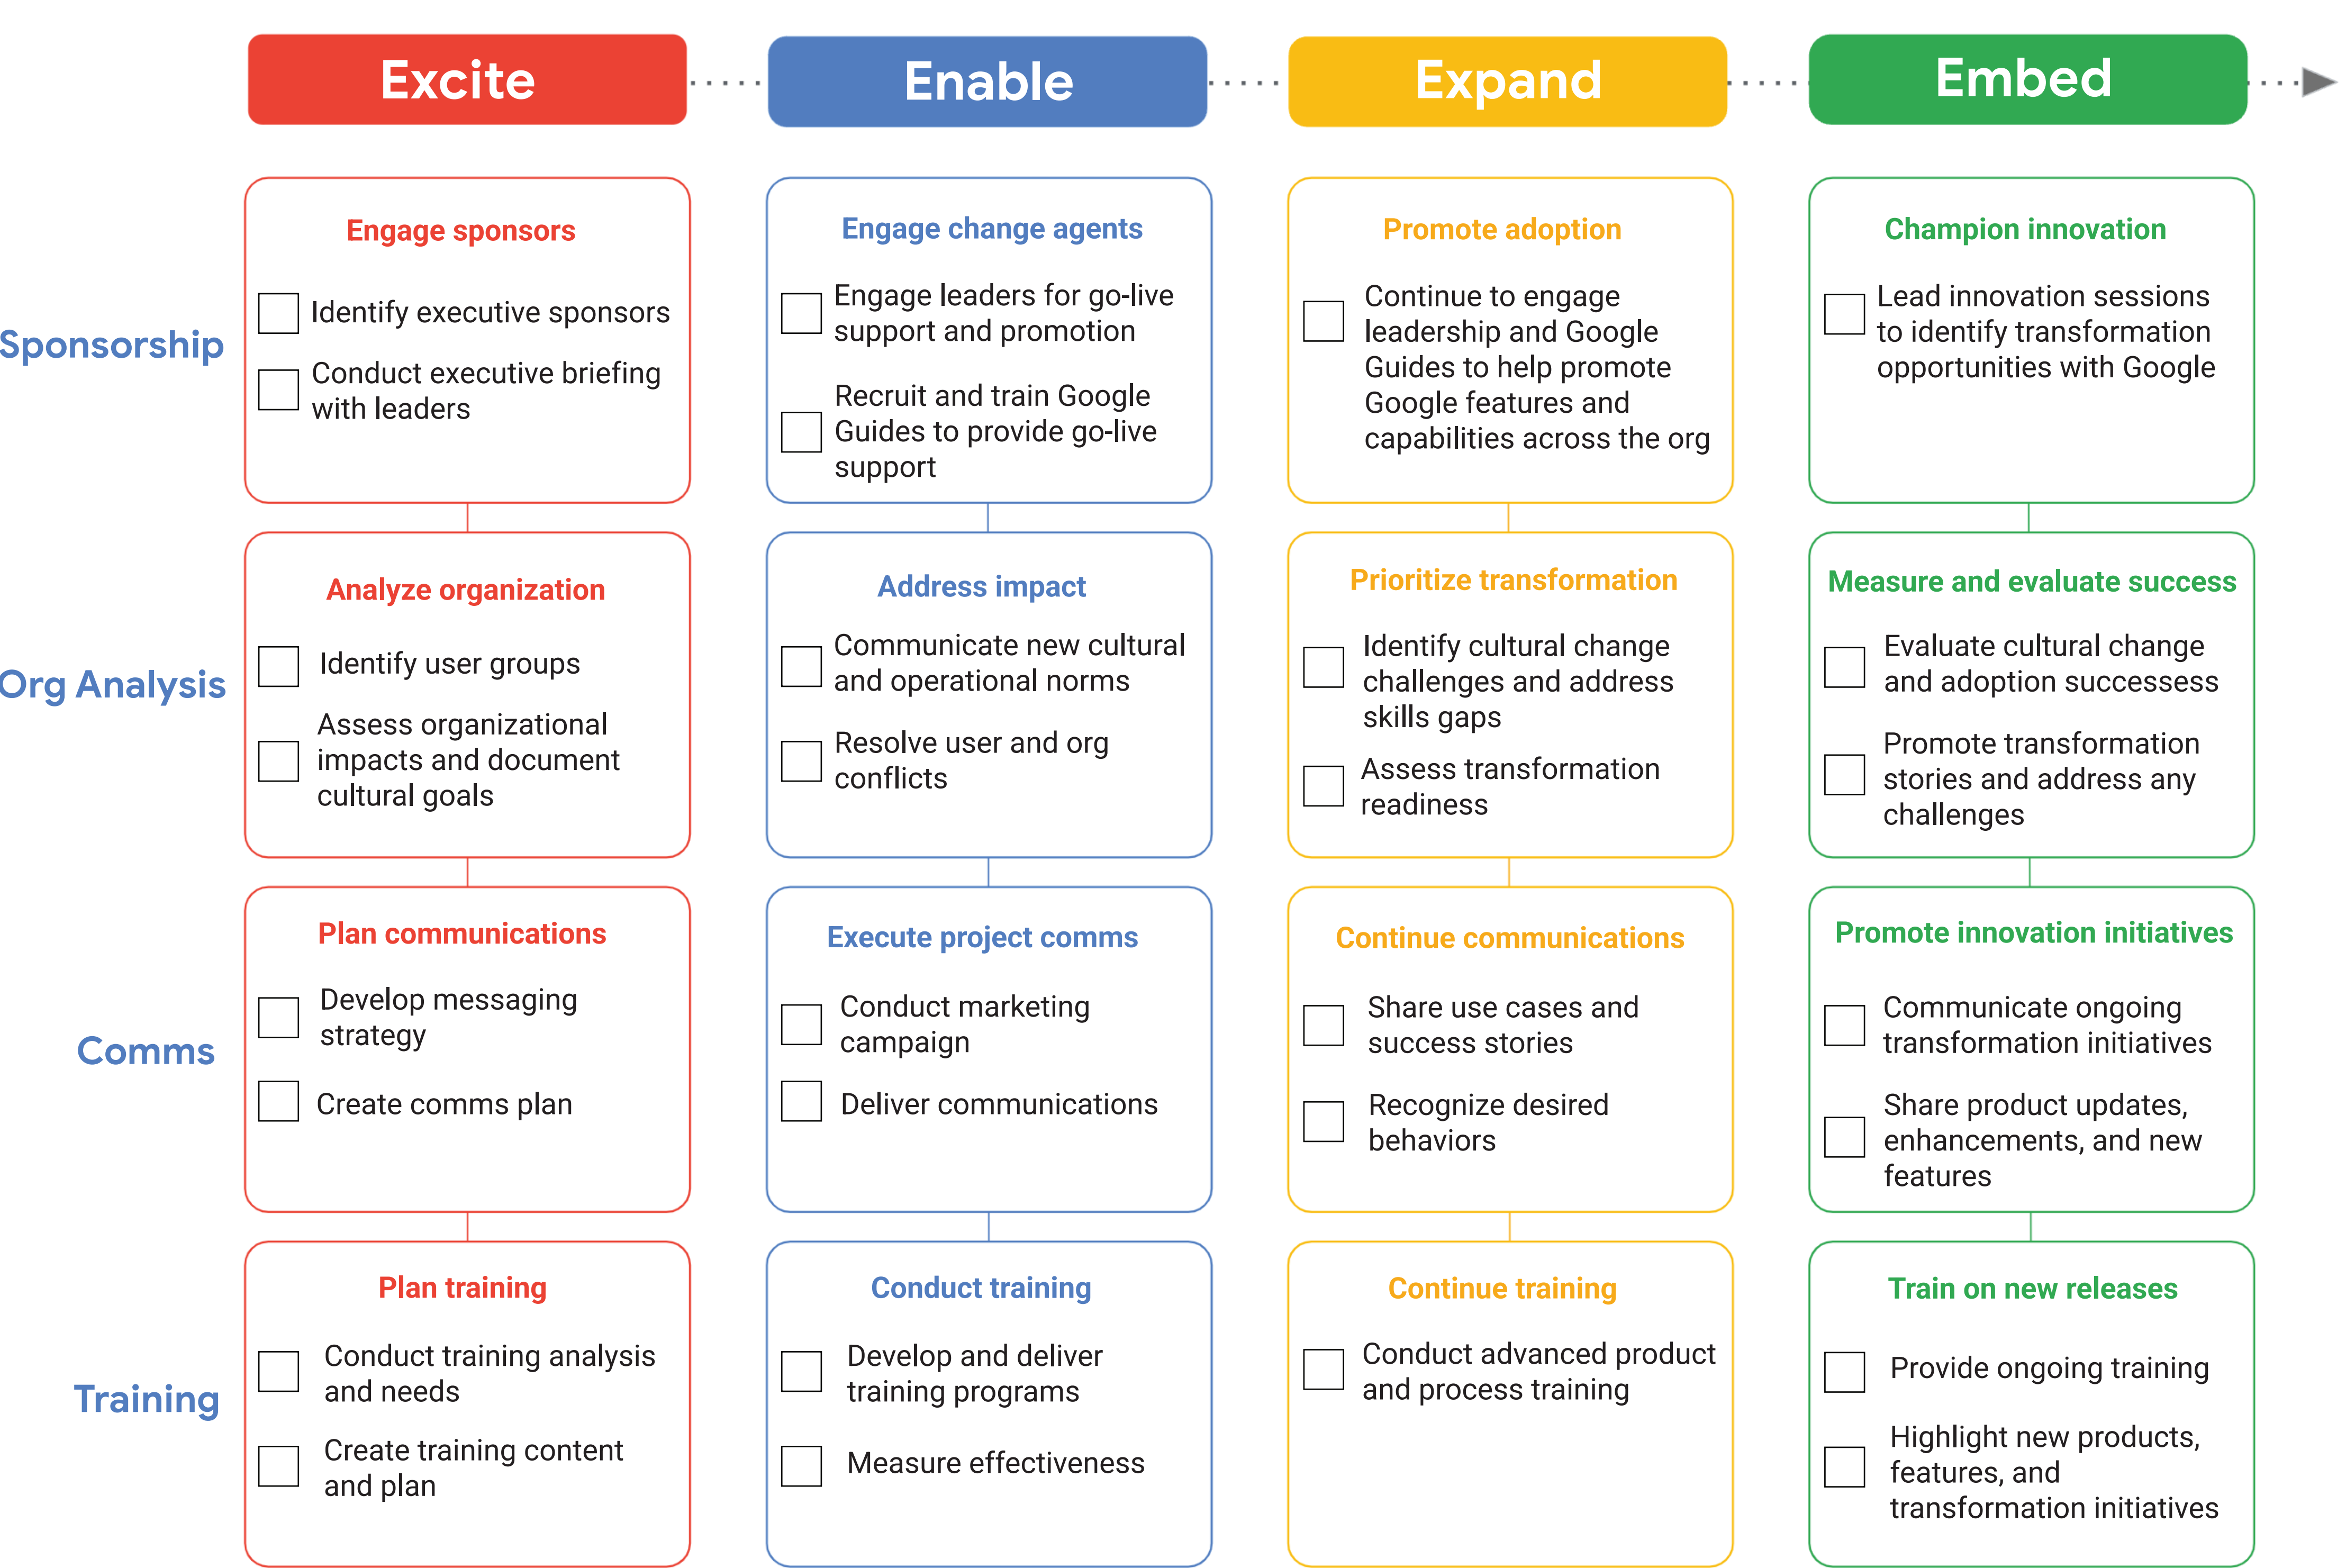 Excite
Enable
Expand
Embed
Sponsorship
Engage sponsors
Identify executive sponsors
Conduct executive briefing
with leaders
Engage change agents
Engage leaders for go-live
support and promotion
Recruit and train Google
Guides to provide go-live
support
Promote adoption
Continue to engage
leadership and Google
Guides to help promote
Google features and
capabilities across the org
Champion innovation
Lead innovation sessions
to identify transformation
opportunities with Google
Org Analysis
Analyze organization
Identify user groups
Assess organizational
impacts and document
cultural goals
Address impact
Communicate new cultural
and operational norms
Resolve user and org
conflicts
Prioritize transformation
Identify cultural change
challenges and address
skills gaps
Assess transformation
readiness
Measure and evaluate success
Evaluate cultural change
and adoption successess
Promote transformation
stories and address any
challenges
Comms
Plan communications
Develop messaging
strategy
Create comms plan
Execute project comms
Conduct marketing
campaign
Deliver communications
Continue communications
Share use cases and
success stories
Recognize desired
behaviors
Promote innovation initiatives
Communicate ongoing
transformation initiatives
Share product updates,
enhancements, and new
features
Training
Plan training
Conduct training analysis
and needs
Create training content
and plan
Conduct training
Develop and deliver
training programs
Measure effectiveness
Continue training
Conduct advanced product
and process training
Train on new releases
Provide ongoing training
Highlight new products,
features, and
transformation initiatives